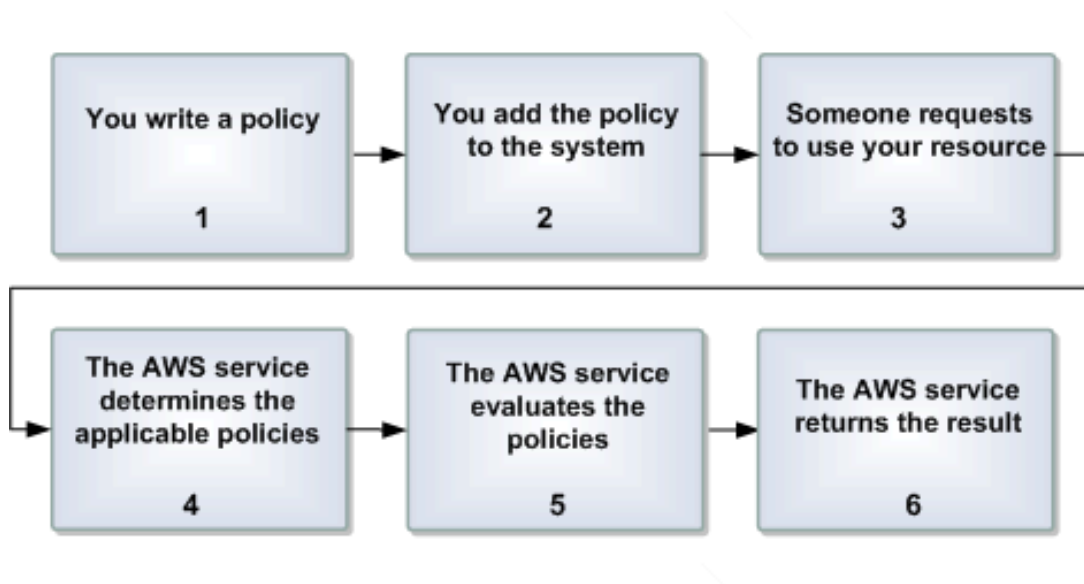 You write a policy
1
You add the policy
to the system
2
Someone requests
to use your resource
3
The AWS service
determines the
applicable policies
4
The AWS service
evaluates the
policies
5
The AWS service
returns the result
6